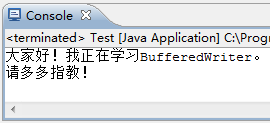 Console
<terminated> Test [Java Application] C:\Progr
大家好！我正在学习BufferedWriter。
请多多指教！